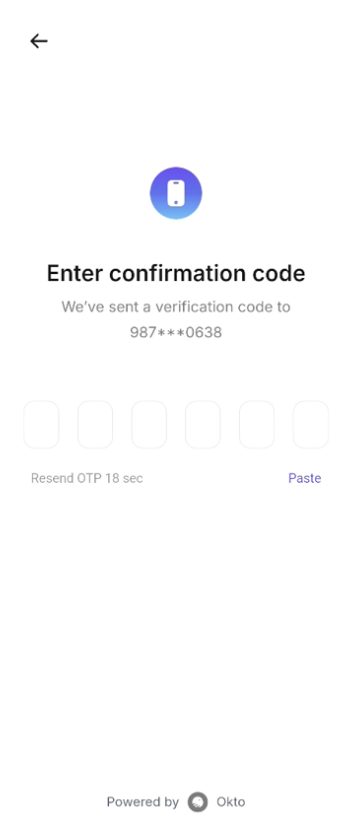 Enter confirmation code
We've sent a verification code to
987***0638
Resend OTP 18 sec
Paste
Powered by Okto